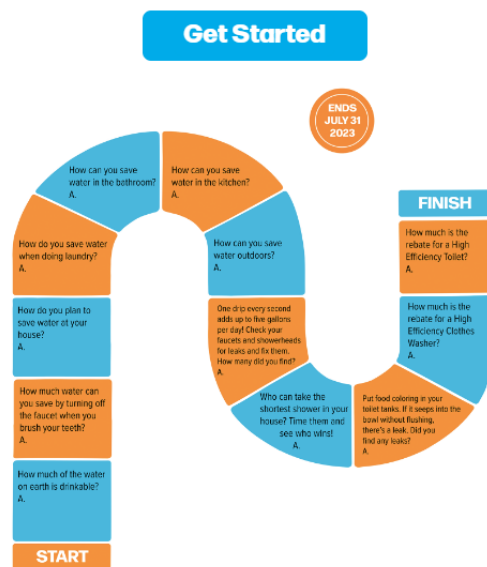 Get Started
ENDS
JULY 31
2023
How can you save
water in the bathroom?
A.
How can you save
water in the kitchen?
A.
How do you save water
when doing laundry?
A.
How can you save
water outdoors?
A.
How do you plan to
save water at your
house?
A.
One drip every second
adds up to five gallons
per day! Check your
faucets and showerheads
for leaks and fix them.
How many did you find?
A.
How much water can
you save by turning off
the faucet when you
brush your teeth?
A.
Who can take the
shortest shower in your
house? Time them and
see who wins!
A.
How much of the water
on earth is drinkable?
A.
START
Put food coloring in your
toilet tanks. If it seeps into the
bowl without flushing,
there's a leak. Did you
find any leaks?
A.
How much is the
rebate for a High
Efficiency Clothes
Washer?
A.
How much is the
rebate for a High
Efficiency Toilet?
A.
FINISH